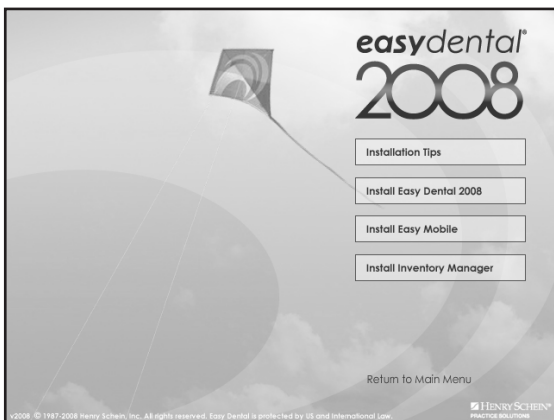 easydental®
2008
Installation Tips
Install Easy Dental 2008
Install Easy Mobile
Install Inventory Manager
Return to Main Menu
v2008 © 1987-2008 Henry Schein, Inc. All rights reserved. Easy Dental is protected by US and International Law.
HENRY SCHEIN®
PRACTICE SOLUTIONS